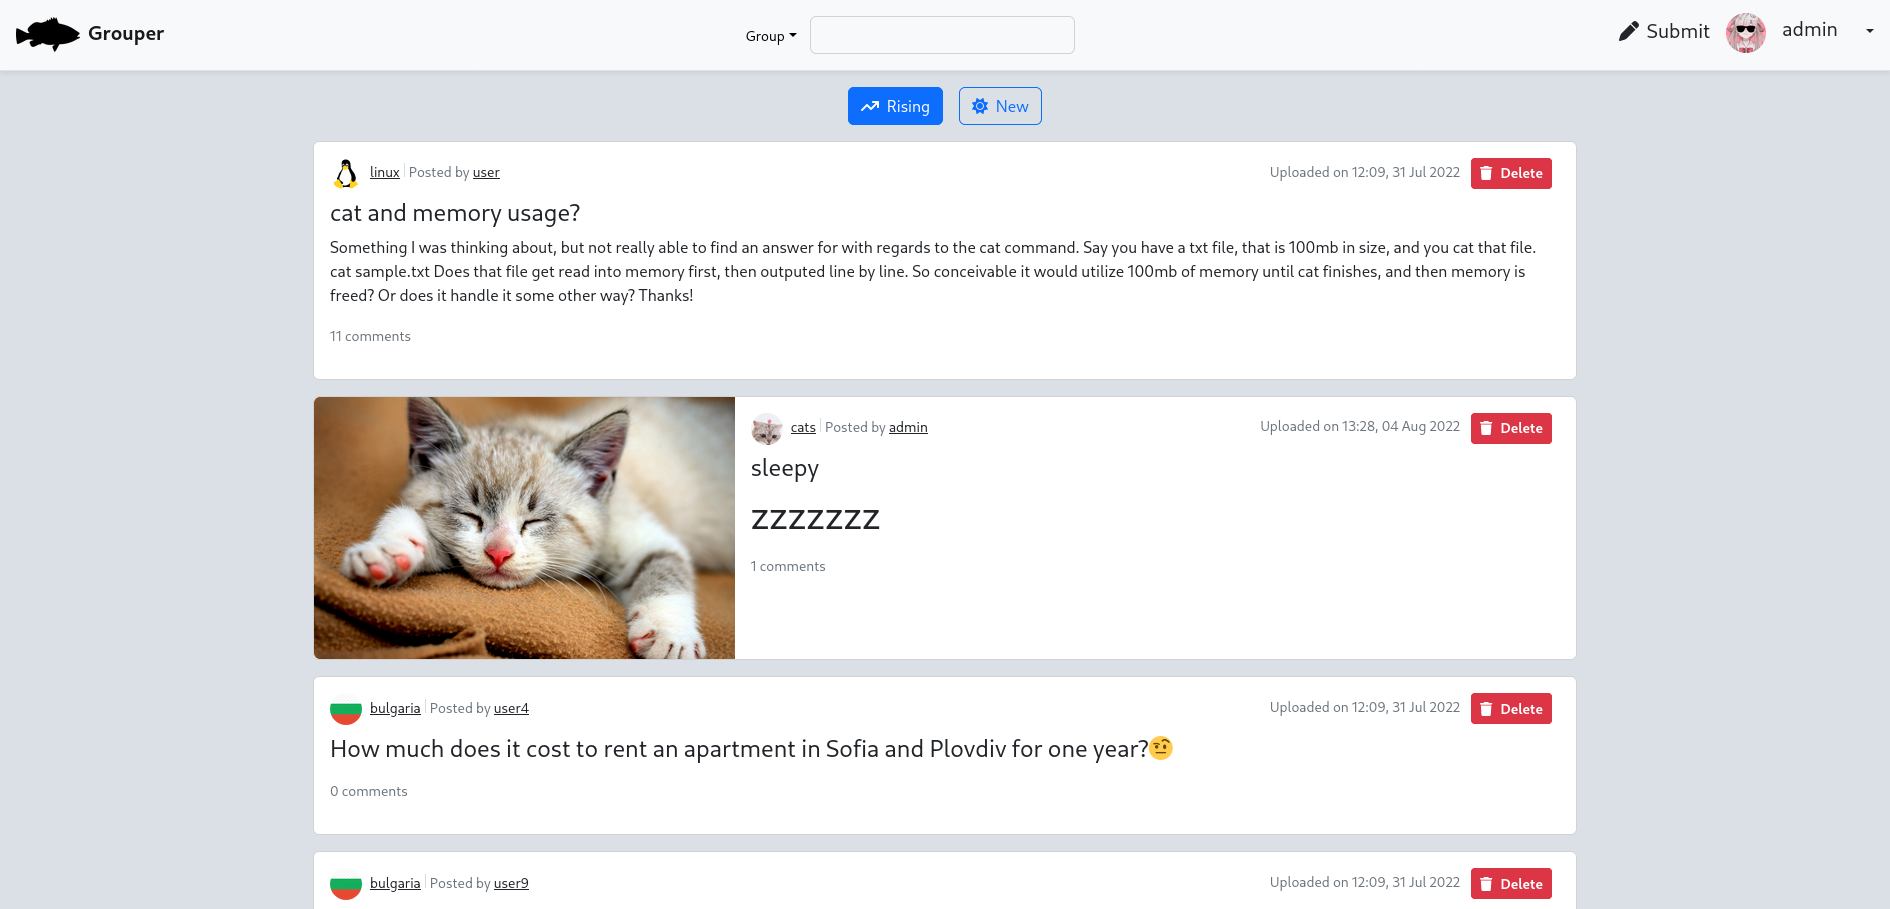 Grouper
Group
Submit
admin
Rising
New
linux
Posted by user
Uploaded on 12:09, 31 Jul 2022
Delete
cat and memory usage?
Something I was thinking about, but not really able to find an answer for with regards to the cat command. Say you have a txt file, that is 100mb in size, and you cat that file.
cat sample.txt Does that file get read into memory first, then outputed line by line. So conceivable it would utilize 100mb of memory until cat finishes, and then memory is
freed? Or does it handle it some other way? Thanks!
11 comments
cats
Posted by admin
Uploaded on 13:28, 04 Aug 2022
Delete
sleepy
zzzzzzz
1 comments
bulgaria
Posted by user4
Uploaded on 12:09, 31 Jul 2022
Delete
How much does it cost to rent an apartment in Sofia and Plovdiv for one year?🤨
0 comments
bulgaria
Posted by user9
Uploaded on 12:09, 31 Jul 2022
Delete